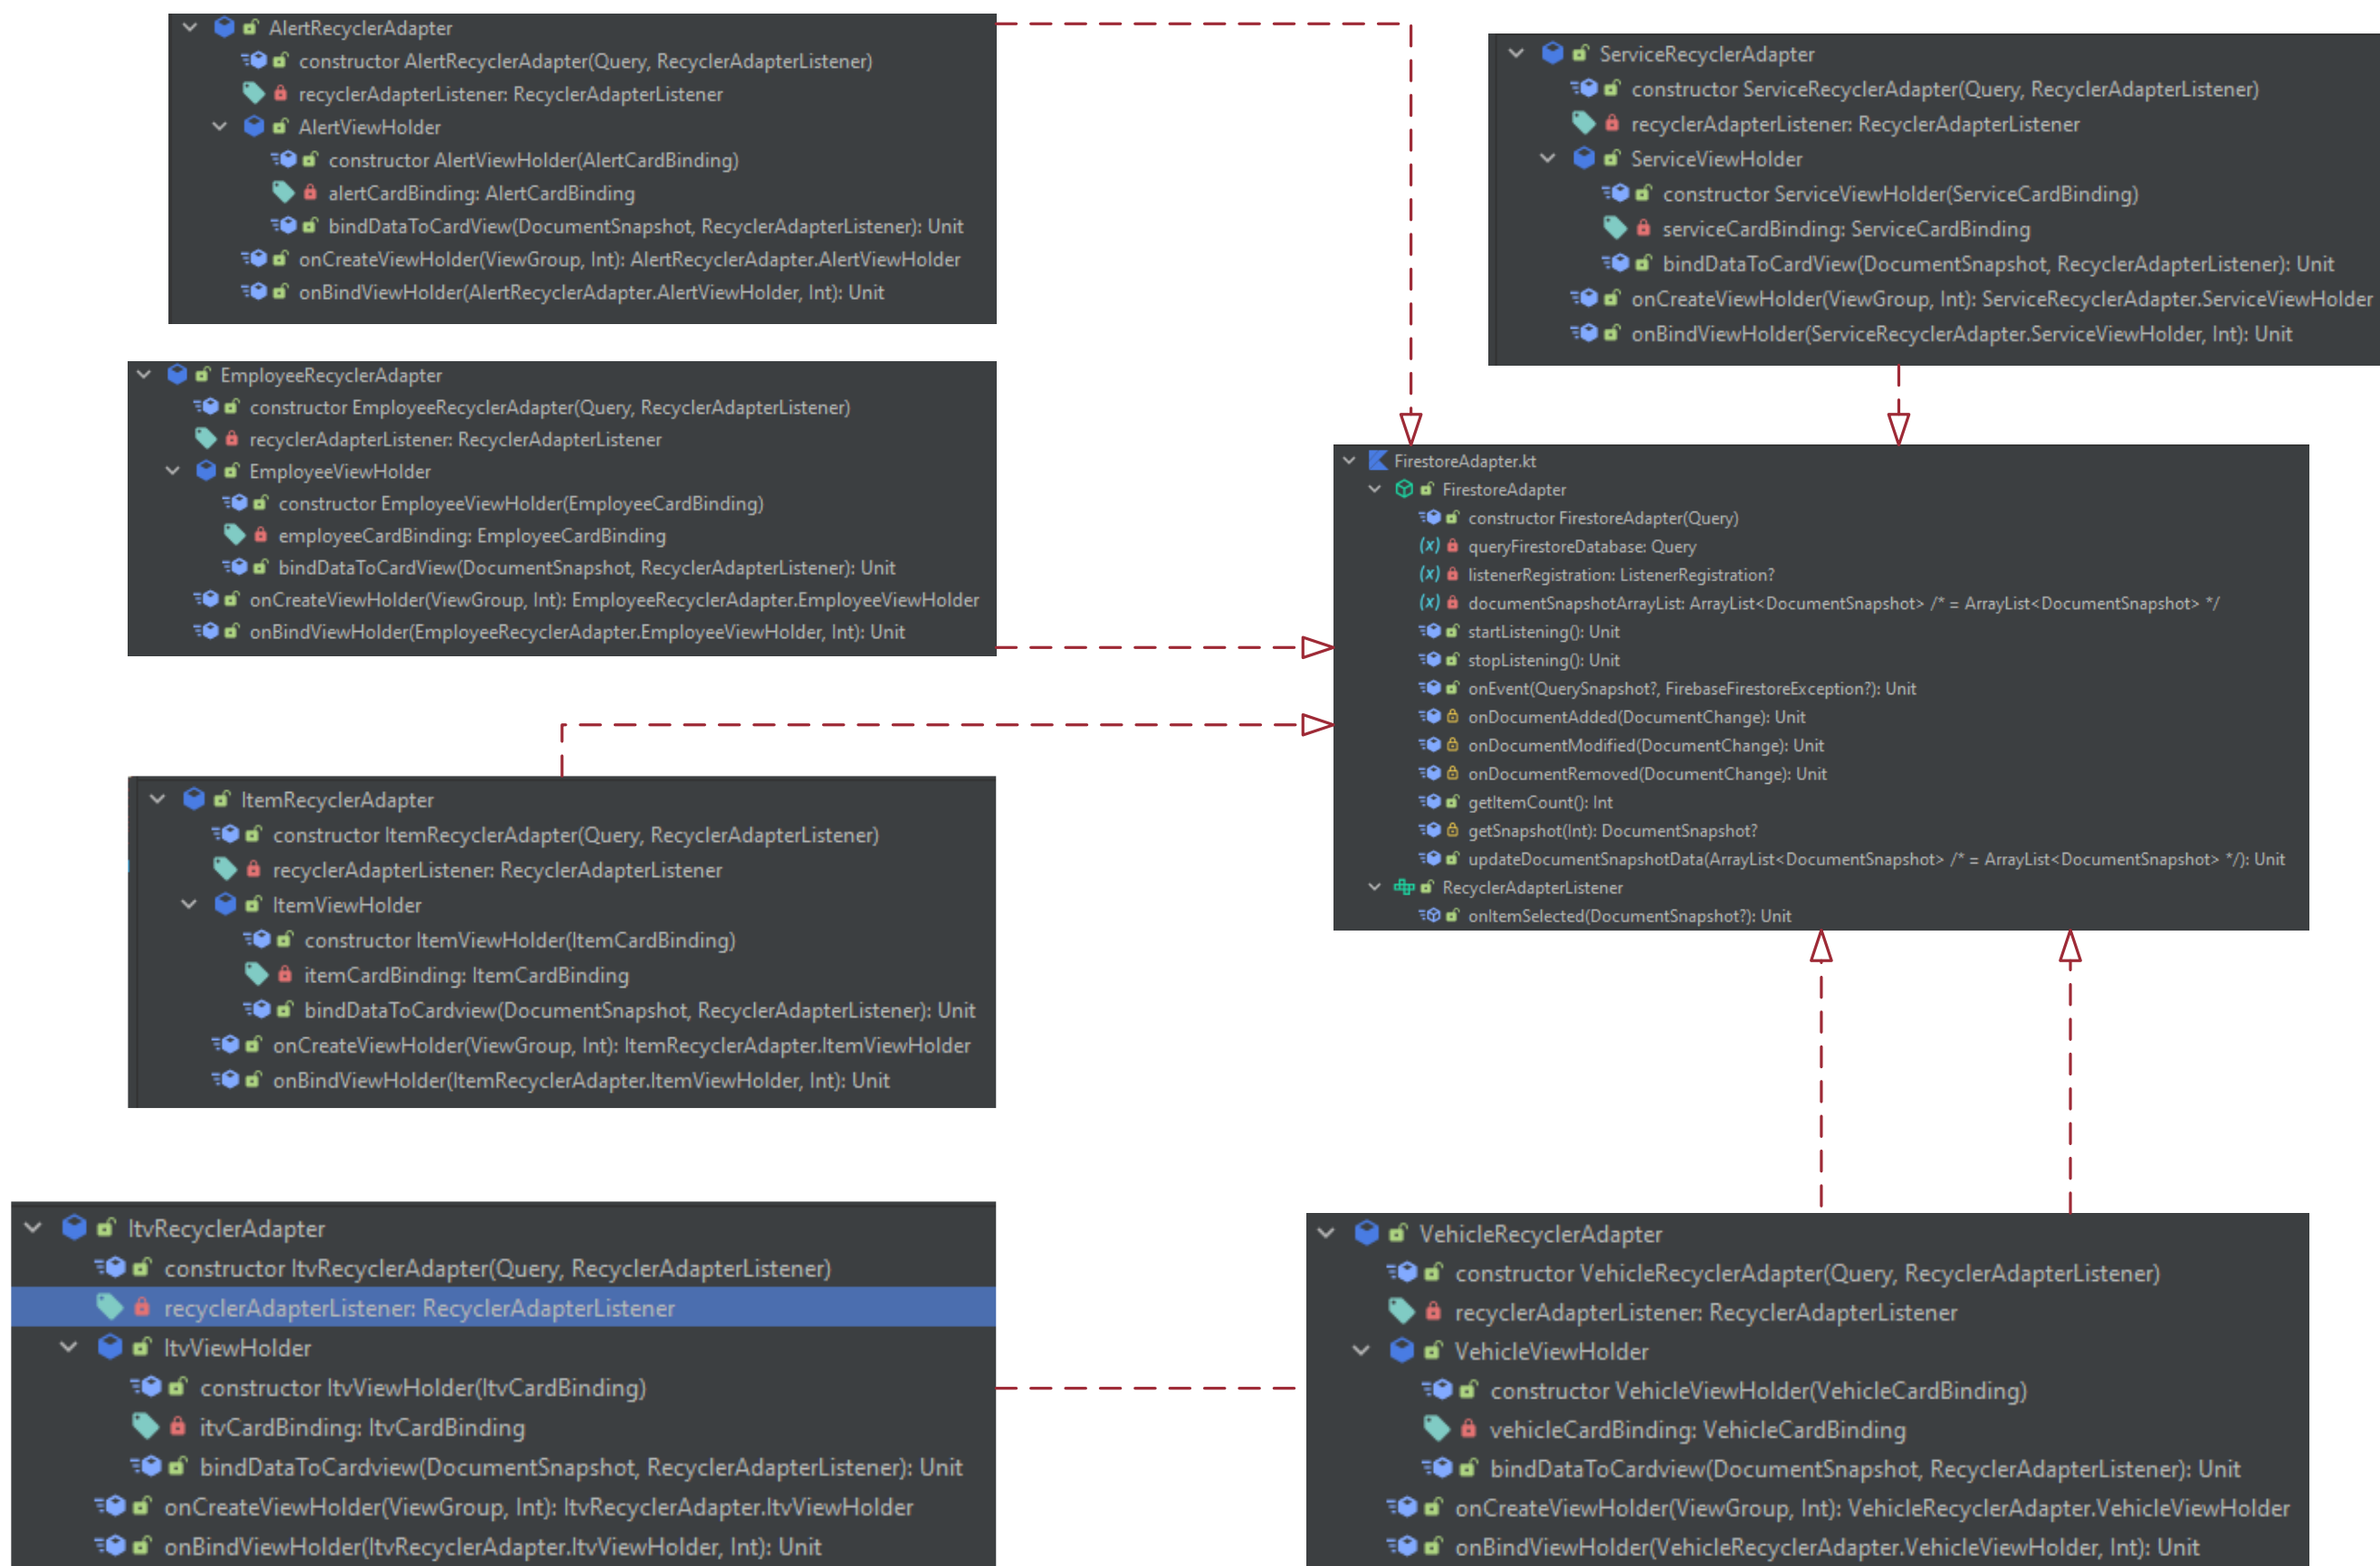 AlertRecyclerAdapter
constructor AlertRecyclerAdapter(Query, RecyclerAdapterListener)
recyclerAdapterListener: RecyclerAdapterListener
AlertViewHolder
constructor AlertViewHolder(AlertCardBinding)
alertCardBinding: AlertCardBinding
bindDataToCardView(DocumentSnapshot, RecyclerAdapterListener): Unit
onCreateViewHolder(ViewGroup, Int): AlertRecyclerAdapter.AlertViewHolder
onBindViewHolder(AlertRecyclerAdapter.AlertViewHolder, Int): Unit
ServiceRecyclerAdapter
constructor ServiceRecyclerAdapter(Query, RecyclerAdapterListener)
recyclerAdapterListener: RecyclerAdapterListener
ServiceViewHolder
constructor ServiceViewHolder(ServiceCardBinding)
serviceCardBinding: ServiceCardBinding
bindDataToCardView(DocumentSnapshot, RecyclerAdapterListener): Unit
onCreateViewHolder(ViewGroup, Int): ServiceRecyclerAdapter.ServiceViewHolder
onBindViewHolder(ServiceRecyclerAdapter.ServiceViewHolder, Int): Unit
EmployeeRecyclerAdapter
constructor EmployeeRecyclerAdapter(Query, RecyclerAdapterListener)
recyclerAdapterListener: RecyclerAdapterListener
EmployeeViewHolder
constructor EmployeeViewHolder(EmployeeCardBinding)
employeeCardBinding: EmployeeCardBinding
bindDataToCardView(DocumentSnapshot, RecyclerAdapterListener): Unit
onCreateViewHolder(ViewGroup, Int): EmployeeRecyclerAdapter.EmployeeViewHolder
onBindViewHolder(EmployeeRecyclerAdapter.EmployeeViewHolder, Int): Unit
FirestoreAdapter.kt
FirestoreAdapter
constructor FirestoreAdapter(Query)
(x) queryFirestoreDatabase: Query
(x) listenerRegistration: ListenerRegistration?
(x) documentSnapshotArrayList: ArrayList<DocumentSnapshot> /* = ArrayList<DocumentSnapshot> */
startListening(): Unit
stopListening(): Unit
onEvent(QuerySnapshot?, FirebaseFirestoreException?): Unit
onDocumentAdded(DocumentChange): Unit
onDocumentModified(DocumentChange): Unit
onDocumentRemoved(DocumentChange): Unit
getItemCount(): Int
getSnapshot(Int): DocumentSnapshot?
updateDocumentSnapshotData(ArrayList<DocumentSnapshot> /* = ArrayList<DocumentSnapshot> */): Unit
RecyclerAdapterListener
onItemSelected(DocumentSnapshot?): Unit
ItemRecyclerAdapter
constructor ItemRecyclerAdapter(Query, RecyclerAdapterListener)
recyclerAdapterListener: RecyclerAdapterListener
ItemViewHolder
constructor ItemViewHolder(ItemCardBinding)
itemCardBinding: ItemCardBinding
bindDataToCardview(DocumentSnapshot, RecyclerAdapterListener): Unit
onCreateViewHolder(ViewGroup, Int): ItemRecyclerAdapter.ItemViewHolder
onBindViewHolder(ItemRecyclerAdapter.ItemViewHolder, Int): Unit
ItvRecyclerAdapter
constructor ItvRecyclerAdapter(Query, RecyclerAdapterListener)
recyclerAdapterListener: RecyclerAdapterListener
ItvViewHolder
constructor ItvViewHolder(ItvCardBinding)
itvCardBinding: ItvCardBinding
bindDataToCardview(DocumentSnapshot, RecyclerAdapterListener): Unit
onCreateViewHolder(ViewGroup, Int): ItvRecyclerAdapter.ItvViewHolder
onBindViewHolder(ItvRecyclerAdapter.ItvViewHolder, Int): Unit
VehicleRecyclerAdapter
constructor VehicleRecyclerAdapter(Query, RecyclerAdapterListener)
recyclerAdapterListener: RecyclerAdapterListener
VehicleViewHolder
constructor VehicleViewHolder(VehicleCardBinding)
vehicleCardBinding: VehicleCardBinding
bindDataToCardview(DocumentSnapshot, RecyclerAdapterListener): Unit
onCreateViewHolder(ViewGroup, Int): VehicleRecyclerAdapter.VehicleViewHolder
onBindViewHolder(VehicleRecyclerAdapter.VehicleViewHolder, Int): Unit